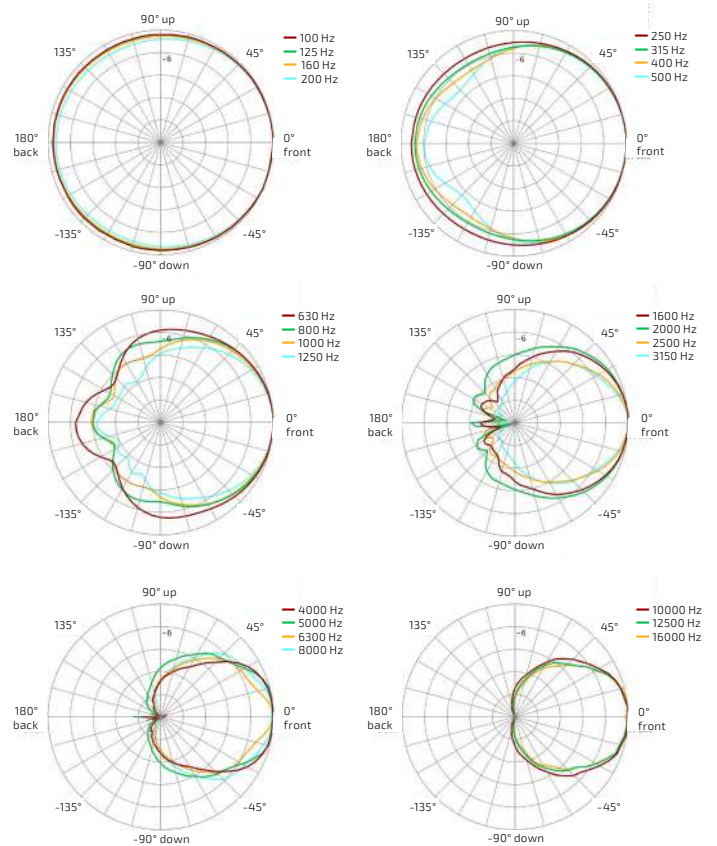 90° up
100 Hz
125 Hz
160 Hz
200 Hz
135°
45°
-6
180°
back
0°
front
-135°
-45°
-90° down
90° up
250 Hz
315 Hz
400 Hz
500 Hz
135°
45°
-6
180°
back
0°
front
-135°
-45°
-90° down
90° up
630 Hz
800 Hz
1000 Hz
1250 Hz
135°
45°
-6
180°
back
0°
front
-135°
-45°
-90° down
90° up
1600 Hz
2000 Hz
2500 Hz
3150 Hz
135°
45°
-6
180°
back
0°
front
-135°
-45°
-90° down
90° up
4000 Hz
5000 Hz
6300 Hz
8000 Hz
135°
45°
-6
180°
back
0°
front
-135°
-45°
-90° down
90° up
10000 Hz
12500 Hz
16000 Hz
135°
45°
-6
180°
back
0°
front
-135°
-45°
-90° down